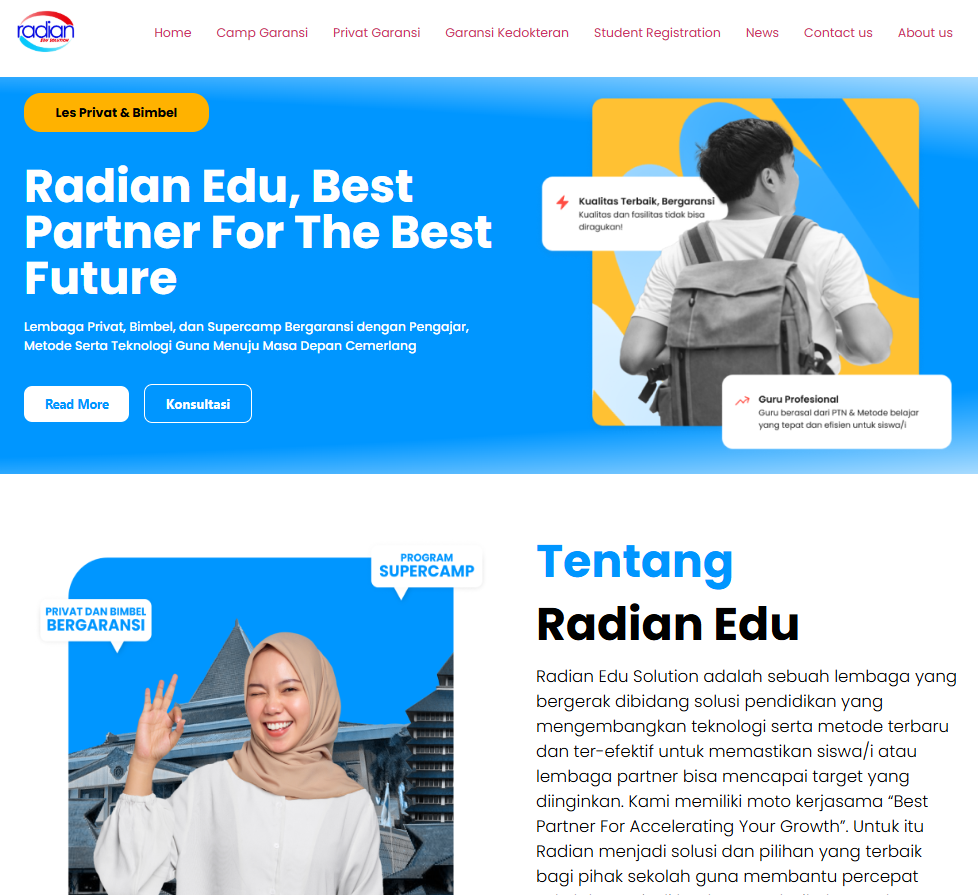 radian
EDU SOLUTION
Home Camp Garansi Privat Garansi Garansi Kedokteran Student Registration News Contact us About us
Les Privat & Bimbel
Radian Edu, Best
Partner For The Best
Future
Lembaga Privat, Bimbel, dan Supercamp Bergaransi dengan Pengajar,
Metode Serta Teknologi Guna Menuju Masa Depan Cemerlang
Read More Konsultasi
Kualitas Terbaik, Bergaransi
Kualitas dan fasilitas tidak bisa
diragukan!
Guru Profesional
Guru berasal dari PTN & Metode belajar
yang tepat dan efisien untuk siswa/i
PROGRAM
SUPERCAMP
PRIVAT DAN BIMBEL
BERGARANSI
Tentang
Radian Edu
Radian Edu Solution adalah sebuah lembaga yang
bergerak dibidang solusi pendidikan yang
mengembangkan teknologi serta metode terbaru
dan ter-efektif untuk memastikan siswa/i atau
lembaga partner bisa mencapai target yang
diinginkan. Kami memiliki moto kerjasama “Best
Partner For Accelerating Your Growth”. Untuk itu
Radian menjadi solusi dan pilihan yang terbaik
bagi pihak sekolah guna membantu percepat